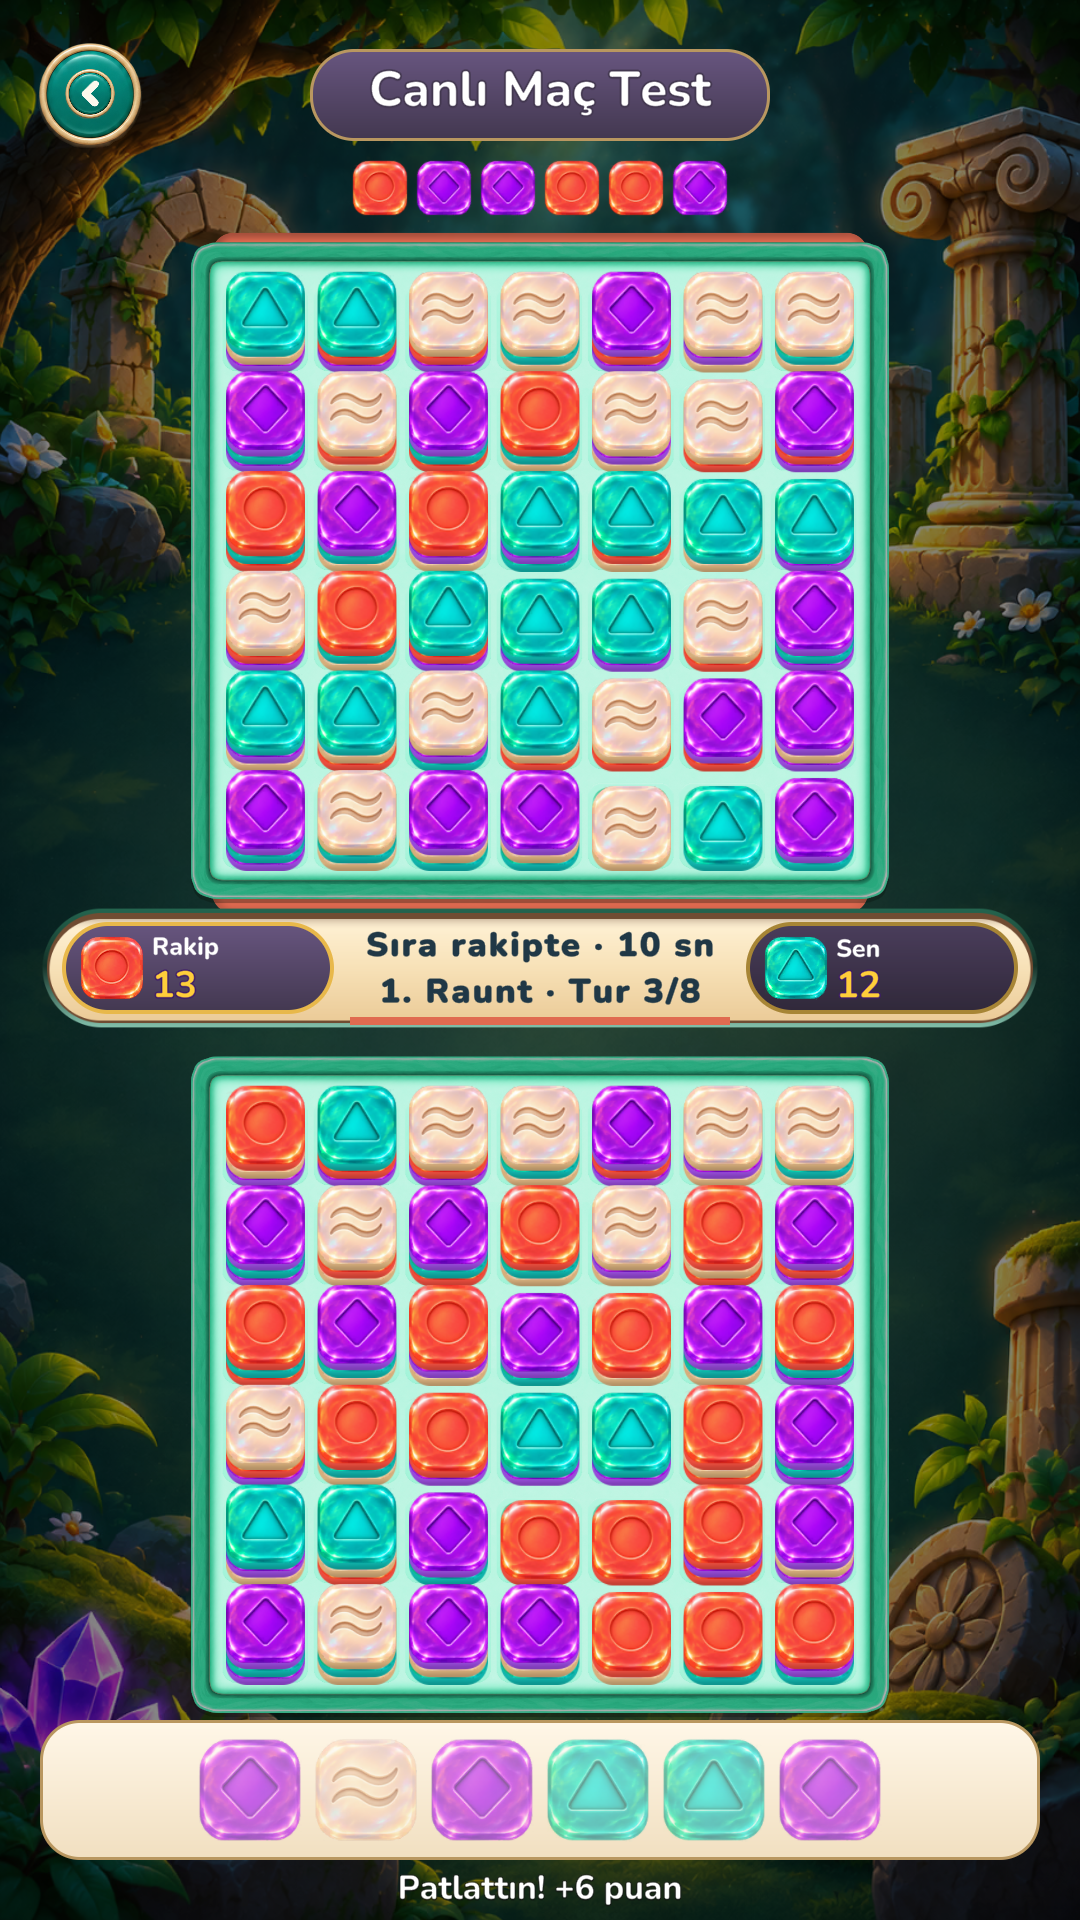 Canlı Maç Test
Rakip
13
Sıra rakipte · 10 sn
1. Raunt · Tur 3/8
Sen
12
Patlattın! +6 puan